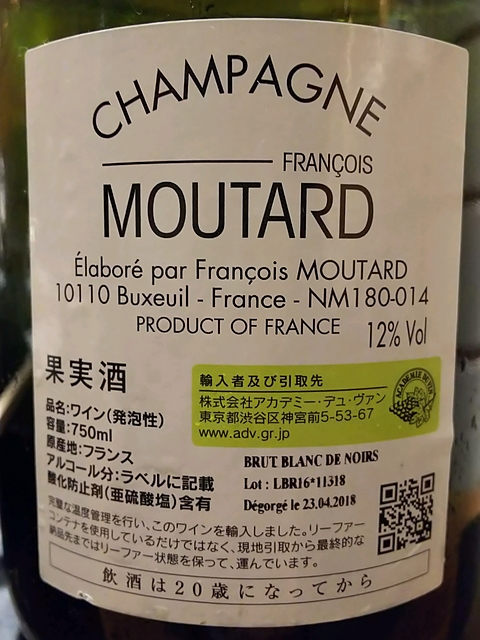 CHAMPAGNE
FRANÇOIS
MOUTARD
Élaboré par François MOUTARD
10110 Buxeuil - France - NM180-014
PRODUCT OF FRANCE
12% Vol
果実酒
品名:ワイン(発泡性)
容量:750ml
原産地:フランス
アルコール分:ラベルに記載
酸化防止剤(亜硫酸塩)含有
輸入者及び引取先
株式会社アカデミー・デュ・ヴァン
東京都渋谷区神宮前5-53-67
www.adv.gr.jp
ACADEMIE DU VIN
BRUT BLANC DE NOIRS
Lot : LBR16*11318
Dégorgé le 23.04.2018
完璧な温度管理を行い、このワインを輸入しました。リーファー
コンテナを使用しているだけではなく、現地引取から最終的な
納品先まではリーファー状態を保って、運んでいます。
飲酒は20歳になってから